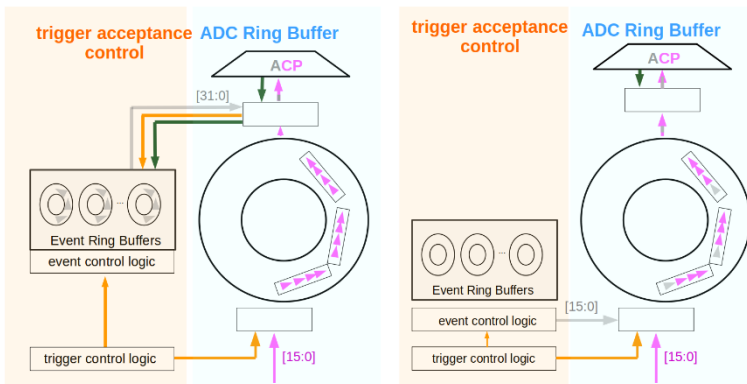 trigger acceptance
control
ADC Ring Buffer
ACP
[31:0]
...
Event Ring Buffers
event control logic
trigger control logic
[15:0]
trigger acceptance
control
ADC Ring Buffer
ACP
...
Event Ring Buffers
event control logic
[15:0]
trigger control logic
[15:0]